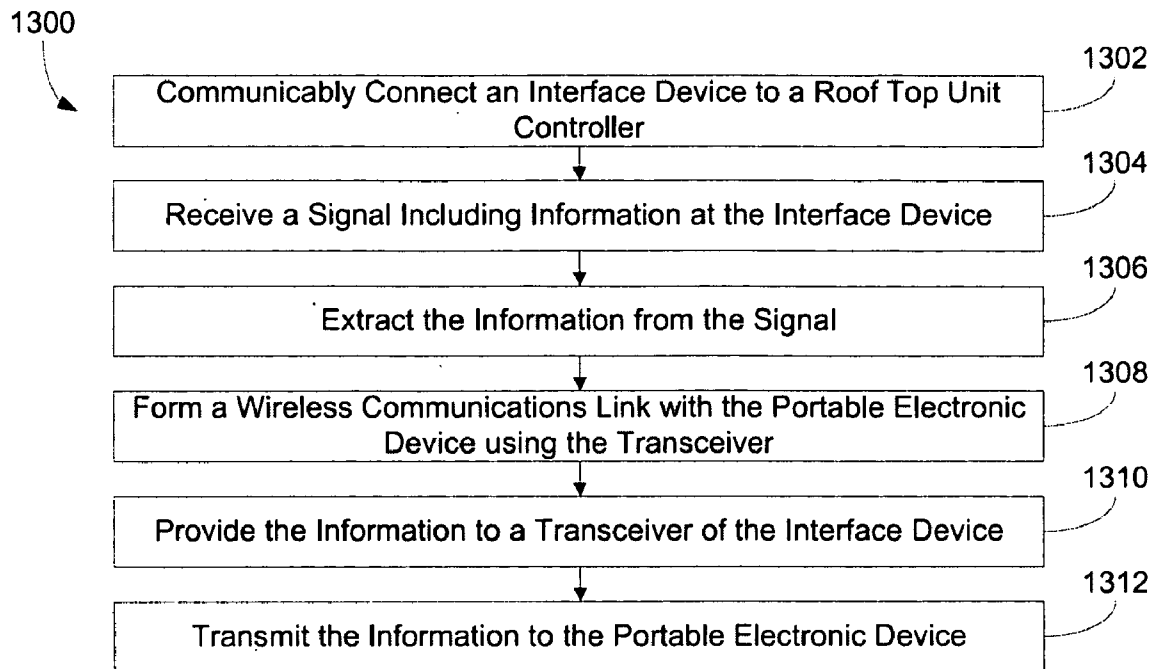 1300
1302
Communicably Connect an Interface Device to a Roof Top Unit
Controller
1304
Receive a Signal Including Information at the Interface Device
1306
Extract the Information from the Signal
1308
Form a Wireless Communications Link with the Portable Electronic
Device using the Transceiver
1310
Provide the Information to a Transceiver of the Interface Device
1312
Transmit the Information to the Portable Electronic Device